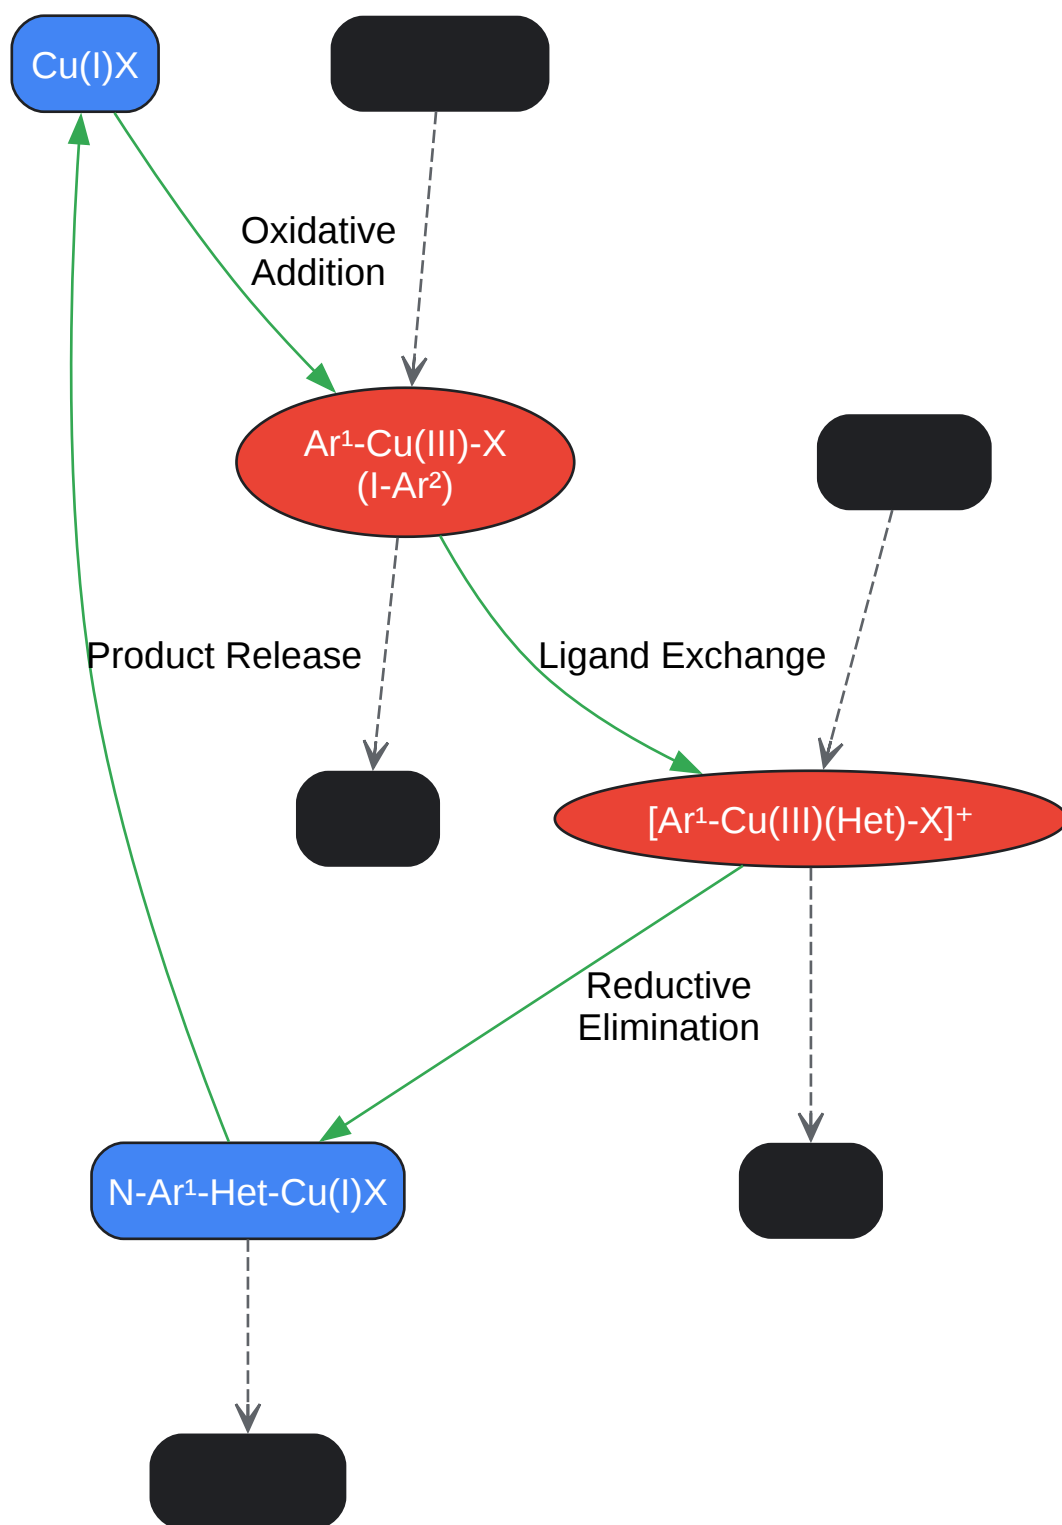 Cu(I)X
Oxidative
Addition
Ar¹-Cu(III)-X
(I-Ar²)
Product Release
Ligand Exchange
[Ar¹-Cu(III)(Het)-X]⁺
Reductive
Elimination
N-Ar¹-Het-Cu(I)X